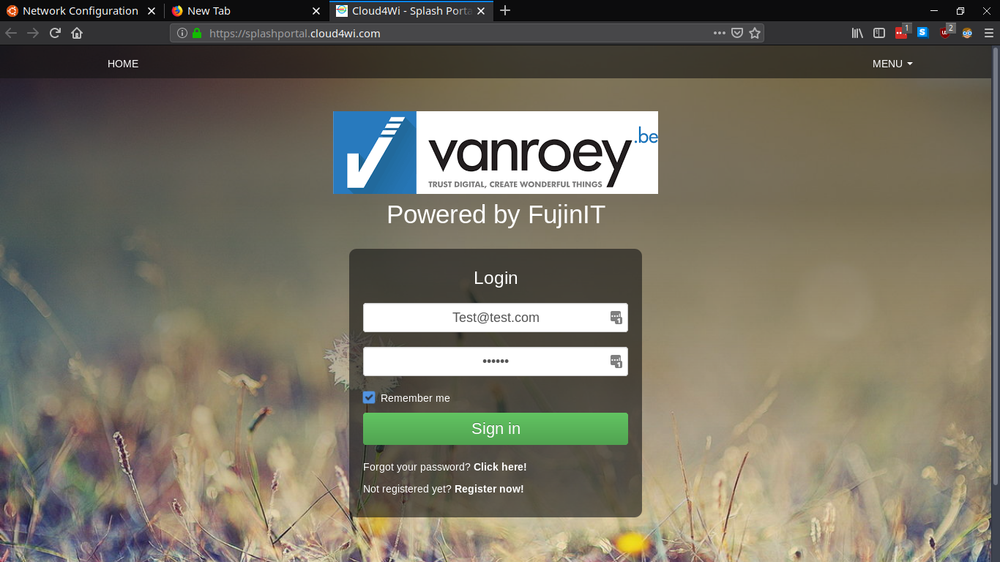 Network Configuration
New Tab
Cloud4Wi - Splash Porta
https://splashportal.cloud4wi.com
1
S
2
HOME
MENU
vanroey.be
TRUST DIGITAL, CREATE WONDERFUL THINGS
Powered by FujinIT
Login
Test@test.com
1
••••••
1
Remember me
Sign in
Forgot your password? Click here!
Not registered yet? Register now!